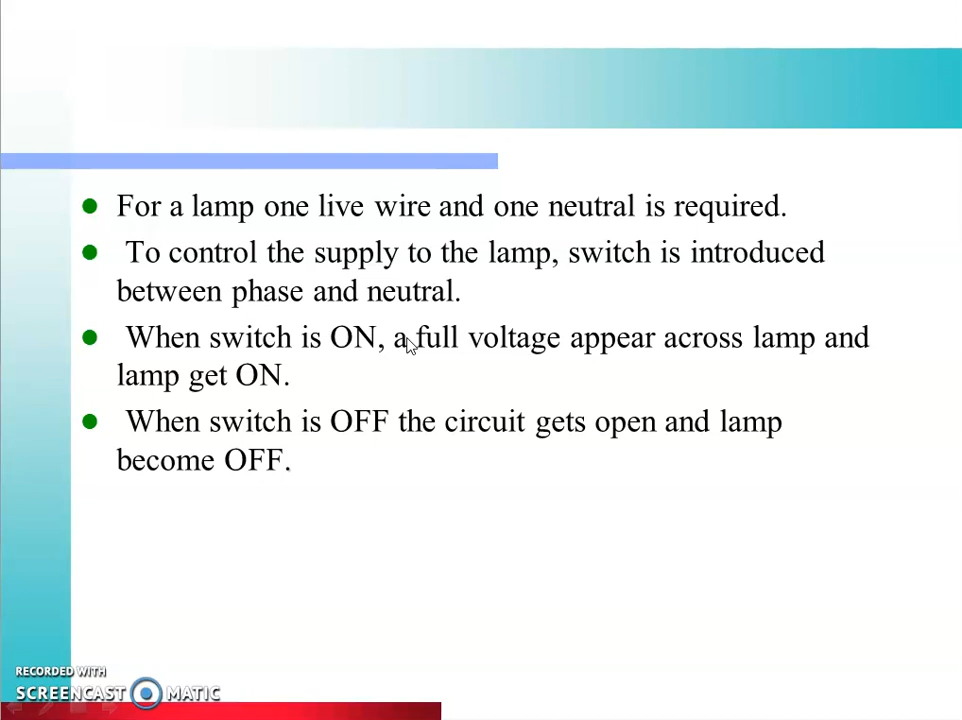 For a lamp one live wire and one neutral is required.
To control the supply to the lamp, switch is introduced
between phase and neutral.
When switch is ON, a full voltage appear across lamp and
lamp get ON.
When switch is OFF the circuit gets open and lamp
become OFF.
RECORDED WITH
SCREENCAST MATIC